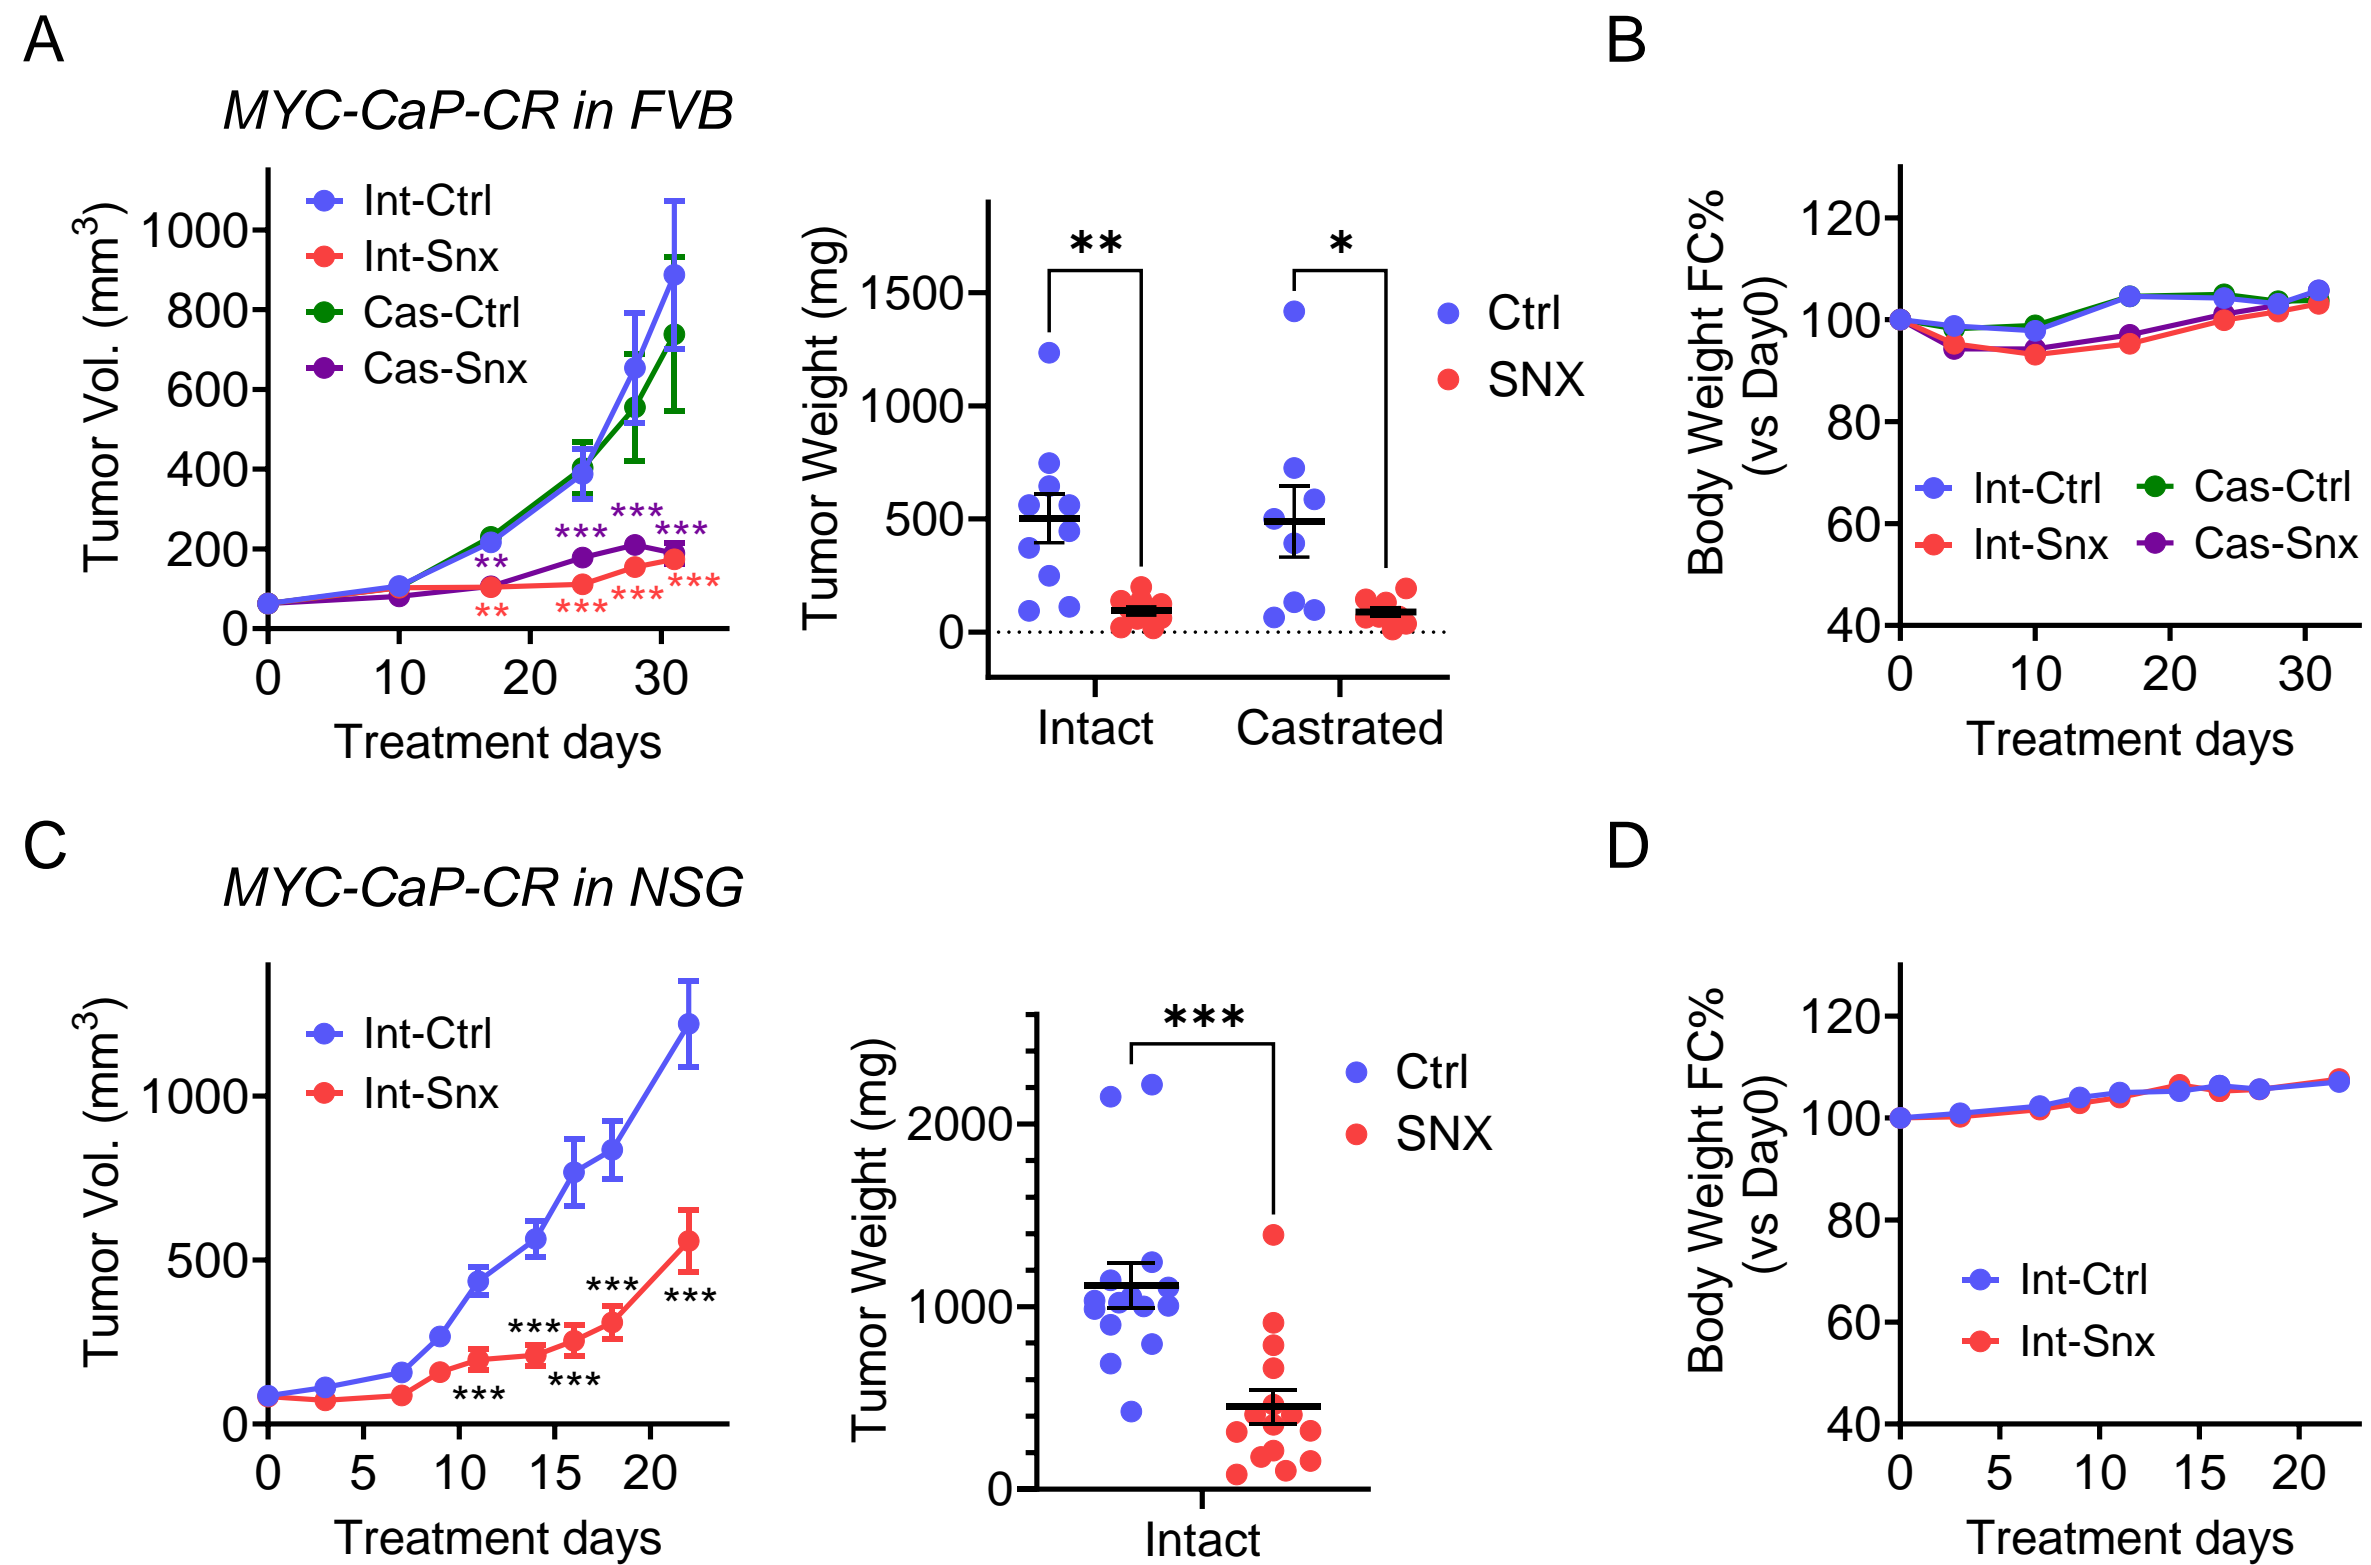 A
MYC-CaP-CR in FVB
Tumor Vol. (mm3)
1000
800
600
400
200
0
0 10 20 30
Treatment days
Int-Ctrl
Int-Snx
Cas-Ctrl
Cas-Snx
** *** *** ***
** *** *** ***
Tumor Weight (mg)
1500
1000
500
0
** *
Intact Castrated
Ctrl
SNX
B
Body Weight FC%
(vs Day0)
120
100
80
60
40
0 10 20 30
Treatment days
Int-Ctrl Cas-Ctrl
Int-Snx Cas-Snx
C
MYC-CaP-CR in NSG
Tumor Vol. (mm3)
1000
500
0
0 5 10 15 20
Treatment days
Int-Ctrl
Int-Snx
*** *** *** *** ***
Tumor Weight (mg)
2000
1000
0
***
Intact
Ctrl
SNX
D
Body Weight FC%
(vs Day0)
120
100
80
60
40
0 5 10 15 20
Treatment days
Int-Ctrl
Int-Snx